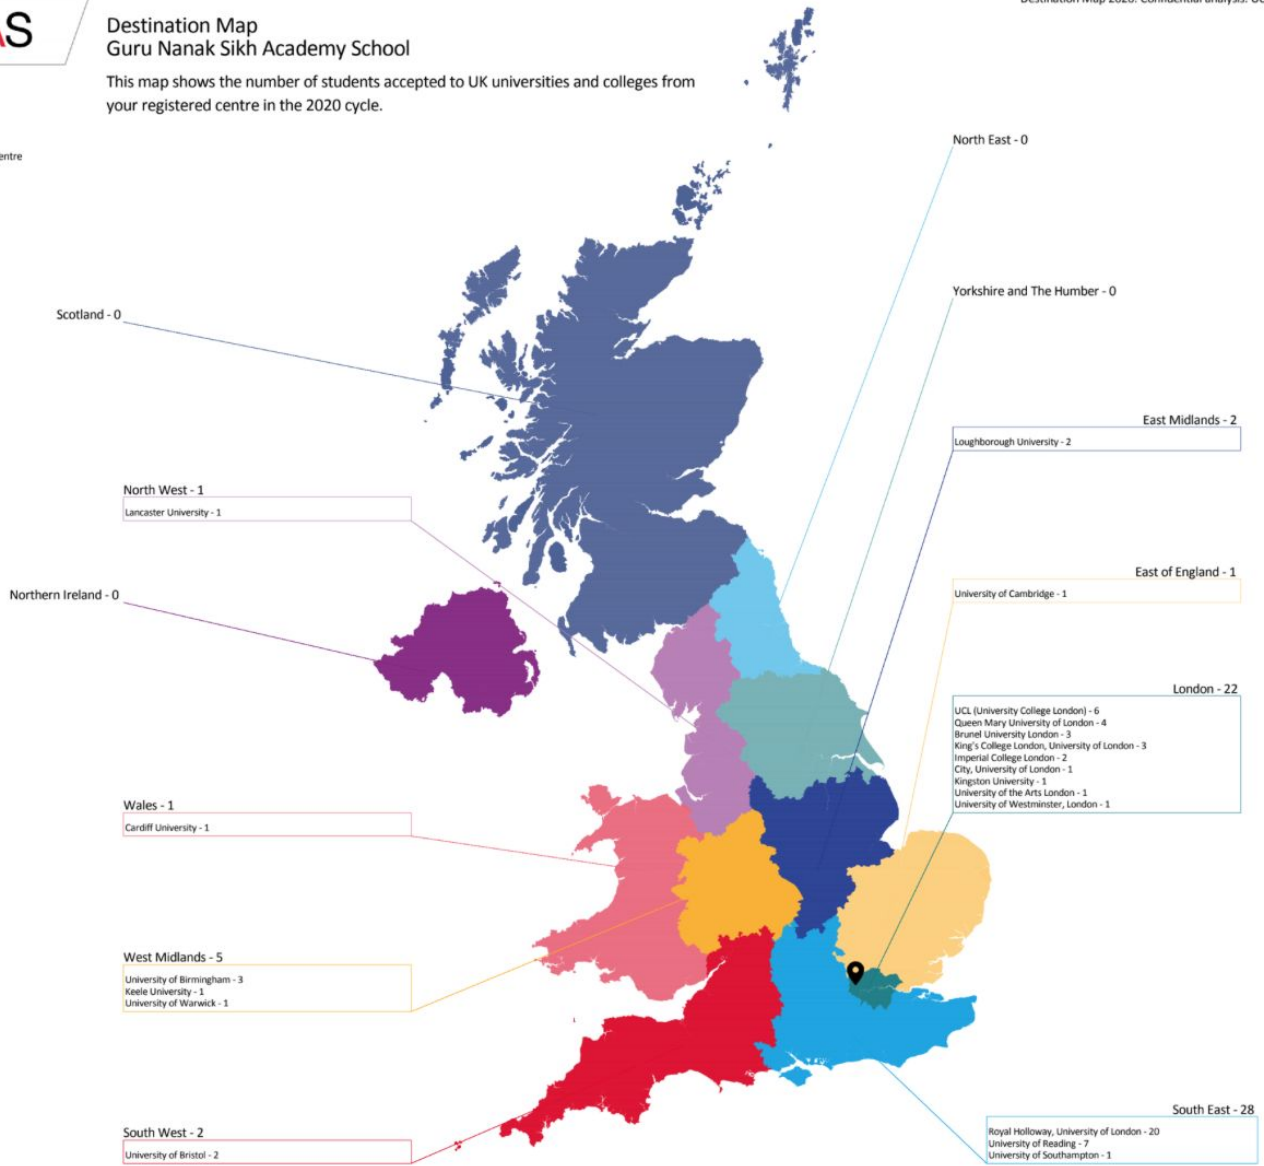 AS
Destination Map
Guru Nanak Sikh Academy School
This map shows the number of students accepted to UK universities and colleges from
your registered centre in the 2020 cycle.
entre
North East - 0
Yorkshire and The Humber - 0
Scotland - 0
East Midlands - 2
Loughborough University - 2
North West - 1
Lancaster University - 1
East of England - 1
University of Cambridge - 1
Northern Ireland - 0
London - 22
UCL (University College London) - 6
Queen Mary University of London - 4
Brunel University London - 3
King's College London, University of London - 3
Imperial College London - 2
City, University of London - 1
Kingston University - 1
University of the Arts London - 1
University of Westminster, London - 1
Wales - 1
Cardiff University - 1
West Midlands - 5
University of Birmingham - 3
Keele University - 1
University of Warwick - 1
South East - 28
Royal Holloway, University of London - 20
University of Reading - 7
University of Southampton - 1
South West - 2
University of Bristol - 2